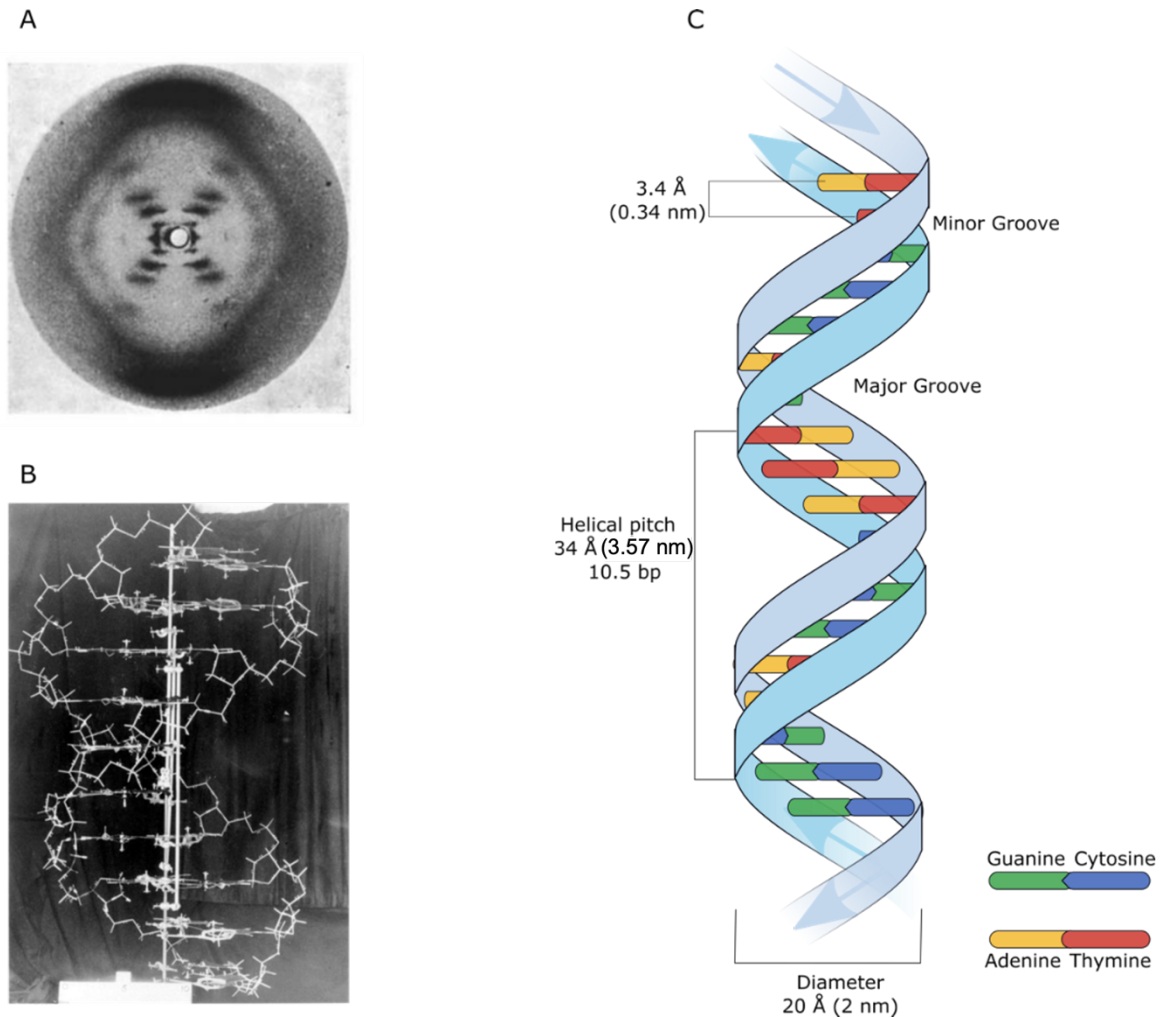 A
B
C
3.4 Å
(0.34 nm)
Minor Groove
Major Groove
Helical pitch
34 Å (3.57 nm)
10.5 bp
Guanine Cytosine
Adenine Thymine
Diameter
20 Å (2 nm)